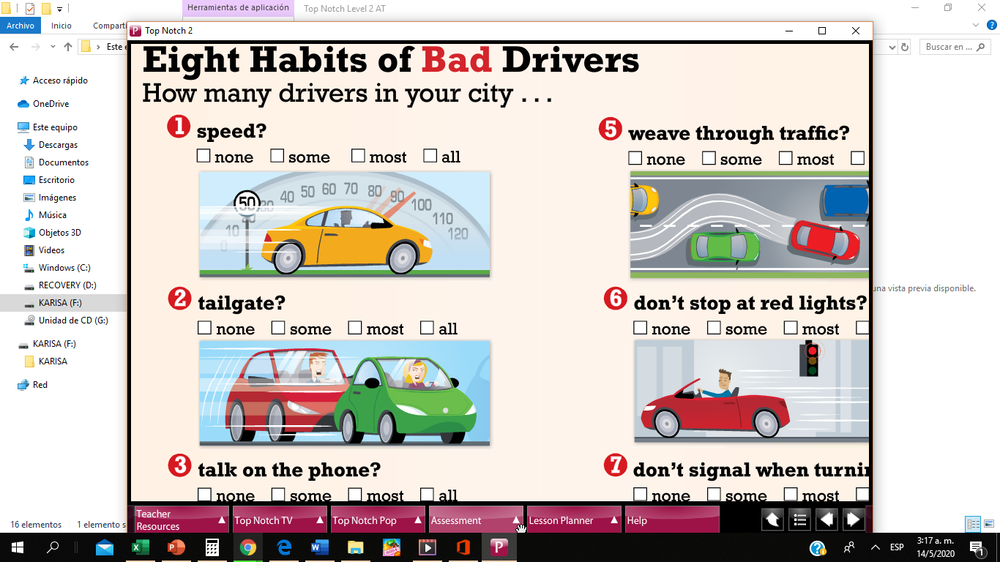 Herramientas de aplicación
Top Notch Level 2 AT
Archivo
Inicio
Comparti
Este e
Buscar en ...
Acceso rápido
OneDrive
Este equipo
Descargas
Documentos
Escritorio
Imágenes
Música
Objetos 3D
Videos
Windows (C:)
RECOVERY (D:)
KARISA (F:)
Unidad de CD (G:)
KARISA (F:)
KARISA
Red
Top Notch 2
Eight Habits of Bad Drivers
How many drivers in your city . . .
1 speed?
none some most all
50
0 10 40 50 60 70 80 90 100 110 120
2 tailgate?
none some most all
3 talk on the phone?
none some most all
5 weave through traffic?
none some most
6 don't stop at red lights?
none some most
7 don't signal when turnin
none some most
una vista previa disponible.
Teacher
Resources
Top Notch TV
Top Notch Pop
Assessment
Lesson Planner
Help
16 elementos
1 elemento s
ESP
3:17 a. m.
14/5/2020
1